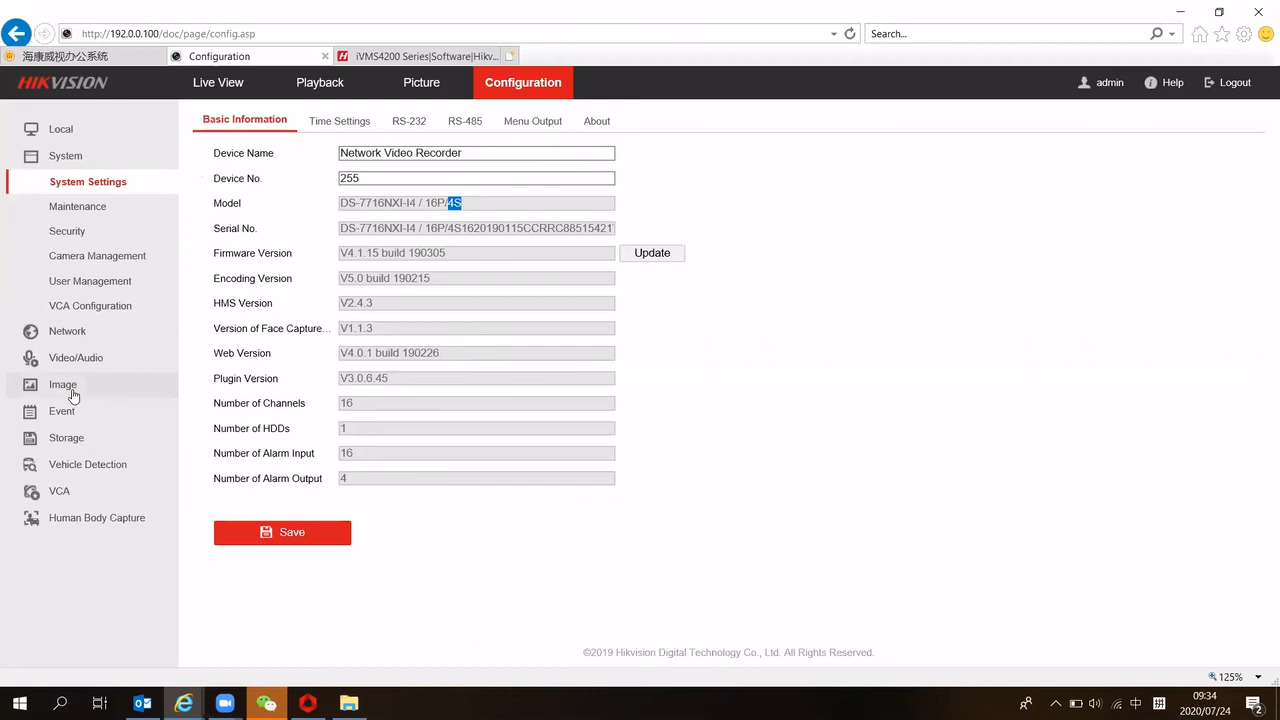 http://192.0.0.100/doc/page/config.asp
Search...
海康威视办公系统
Configuration
iVMS4200 Series|Software|Hikv...
HIKVISION
Live View
Playback
Picture
Configuration
admin
Help
Logout
Local
System
System Settings
Maintenance
Security
Camera Management
User Management
VCA Configuration
Network
Video/Audio
Image
Event
Storage
Vehicle Detection
VCA
Human Body Capture
Basic Information
Time Settings
RS-232
RS-485
Menu Output
About
Device Name Network Video Recorder
Device No. 255
Model DS-7716NXI-I4 / 16P/4S
Serial No. DS-7716NXI-I4 / 16P/4S1620190115CCRRC88515421
Firmware Version V4.1.15 build 190305 Update
Encoding Version V5.0 build 190215
HMS Version V2.4.3
Version of Face Capture... V1.1.3
Web Version V4.0.1 build 190226
Plugin Version V3.0.6.45
Number of Channels 16
Number of HDDs 1
Number of Alarm Input 16
Number of Alarm Output 4
Save
©2019 Hikvision Digital Technology Co., Ltd. All Rights Reserved.
125%
中
拼
09:34
2020/07/24
2